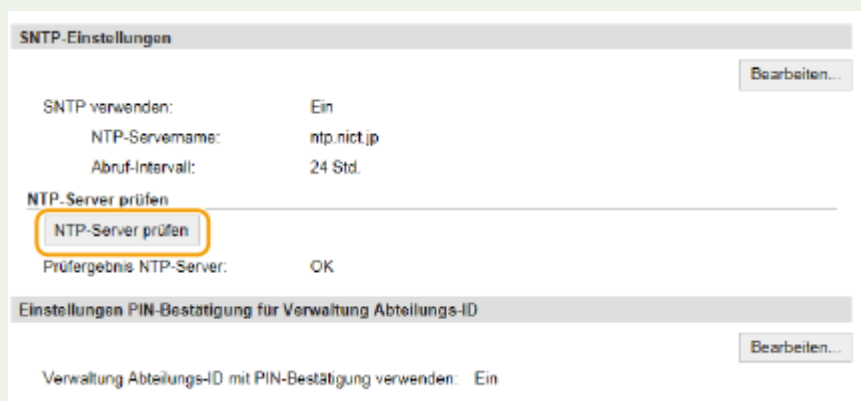 SNTP-Einstellungen
Bearbeiten...
SNTP verwenden: Ein
NTP-Servername: ntp.nict.jp
Abruf-Intervall: 24 Std.
NTP-Server prüfen
NTP-Server prüfen
Prüfergebnis NTP-Server: OK
Einstellungen PIN-Bestätigung für Verwaltung Abteilungs-ID
Bearbeiten...
Verwaltung Abteilungs-ID mit PIN-Bestätigung verwenden: Ein